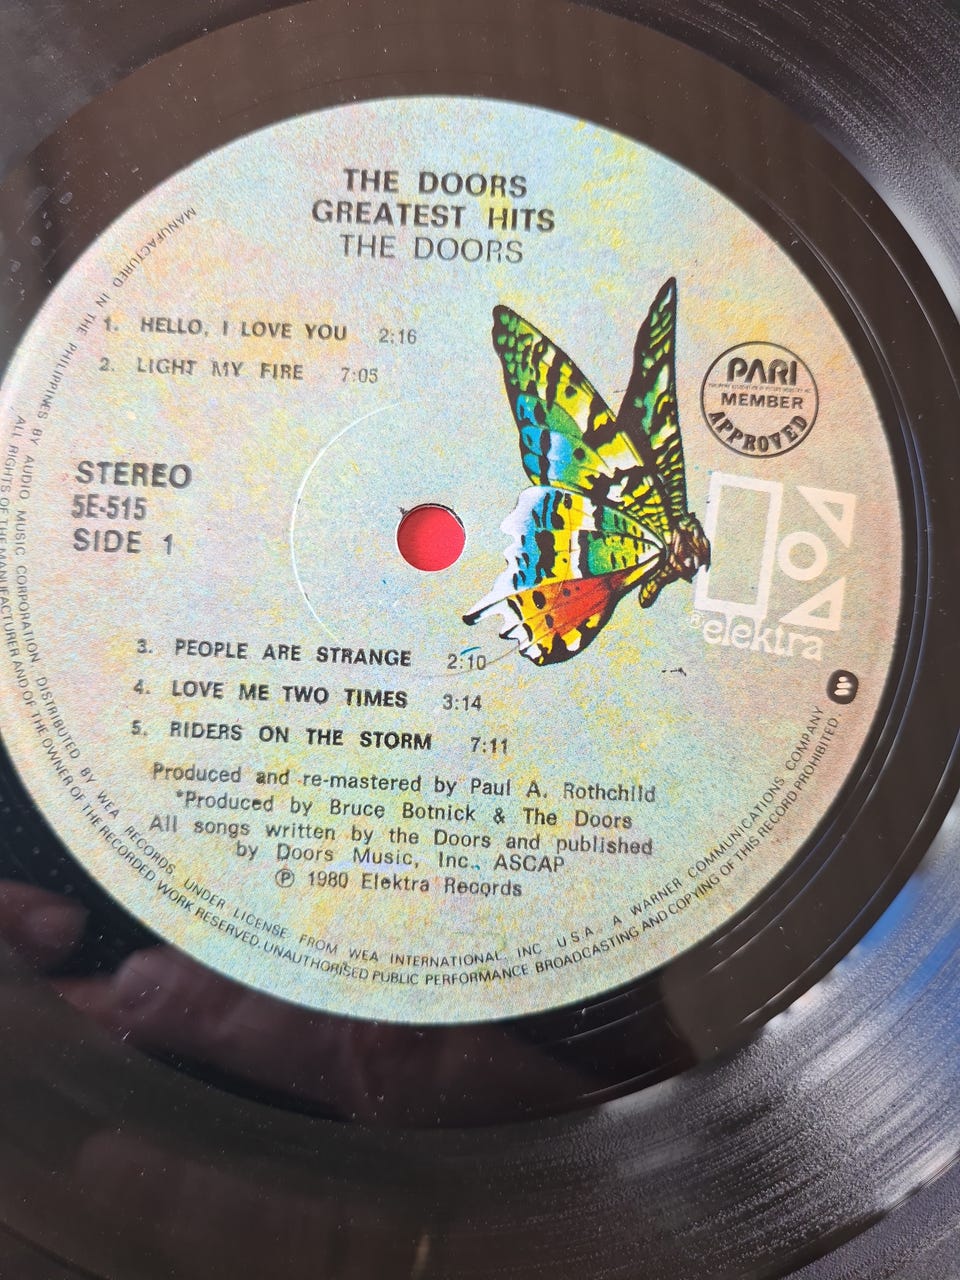 THE DOORS
GREATEST HITS
THE DOORS
1. HELLO, I LOVE YOU 2:16
2. LIGHT MY FIRE 7:05
PARI
MEMBER
APPROVED
STEREO
5E-515
SIDE 1
®elektra
3. PEOPLE ARE STRANGE 2:10
4. LOVE ME TWO TIMES 3:14
5. RIDERS ON THE STORM 7:11
Produced and re-mastered by Paul A. Rothchild
*Produced by Bruce Botnick & The Doors
All songs written by the Doors and published
by Doors Music, Inc., ASCAP
℗ 1980 Elektra Records
MANUFACTURED IN THE PHILIPPINES BY AUDIO MUSIC CORPORATION. DISTRIBUTED BY WEA RECORDS, UNDER LICENSE FROM WEA INTERNATIONAL, INC. U.S.A. A WARNER COMMUNICATIONS COMPANY
ALL RIGHTS OF THE MANUFACTURER AND OF THE OWNER OF THE RECORDED WORK RESERVED. UNAUTHORISED PUBLIC PERFORMANCE BROADCASTING AND COPYING OF THIS RECORD PROHIBITED.